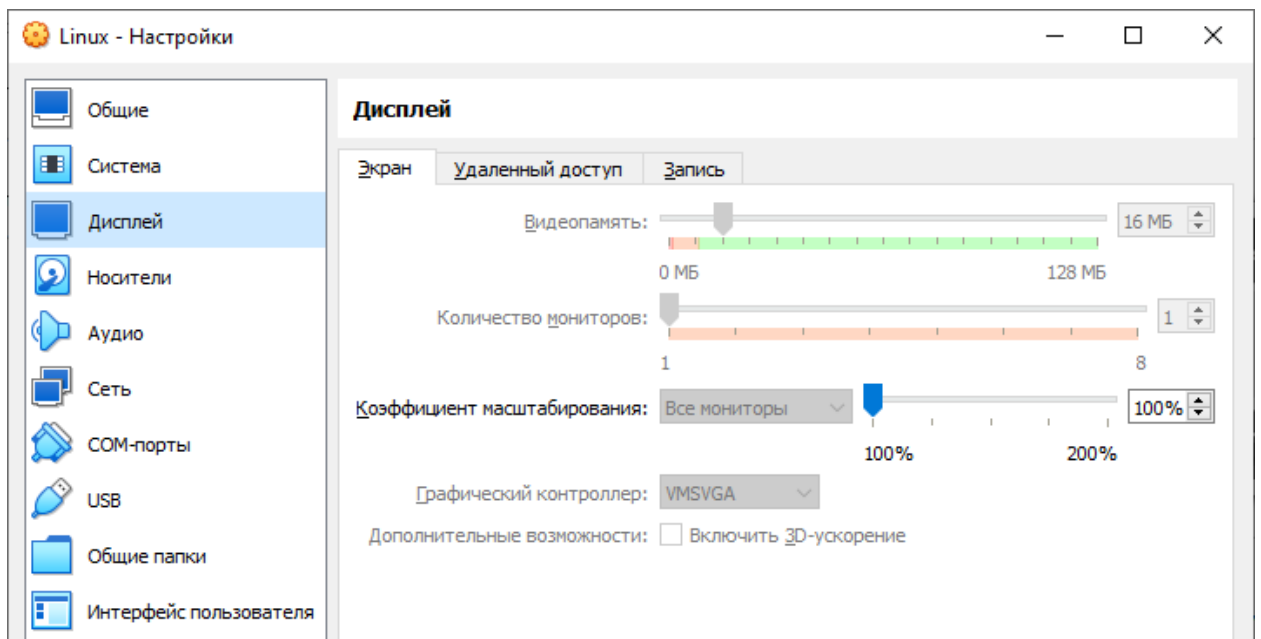 Linux - Настройки
Общие
Система
Дисплей
Носители
Аудио
Сеть
COM-порты
USB
Общие папки
Интерфейс пользователя
Дисплей
Экран Удаленный доступ Запись
Видеопамять: 16 МБ
0 МБ 128 МБ
Количество мониторов: 1
1 8
Коэффициент масштабирования: Все мониторы 100%
100% 200%
Графический контроллер: VMSVGA
Дополнительные возможности: Включить 3D-ускорение